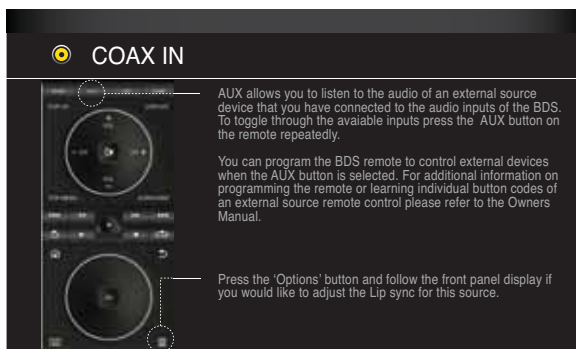 COAX IN
AUX allows you to listen to the audio of an external source
device that you have connected to the audio inputs of the BDS.
To toggle through the avaiable inputs press the  AUX button on
the remote repeatedly.
You can program the BDS remote to control external devices
when the AUX button is selected. For additional information on
programming the remote or learning individual button codes of
an external source remote control please refer to the Owners
Manual.
Press the ‘Options’ button and follow the front panel display if
you would like to adjust the Lip sync for this source.